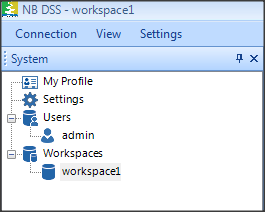 NB DSS - workspace1
Connection View Settings
System
My Profile
Settings
Users
admin
Workspaces
workspace1